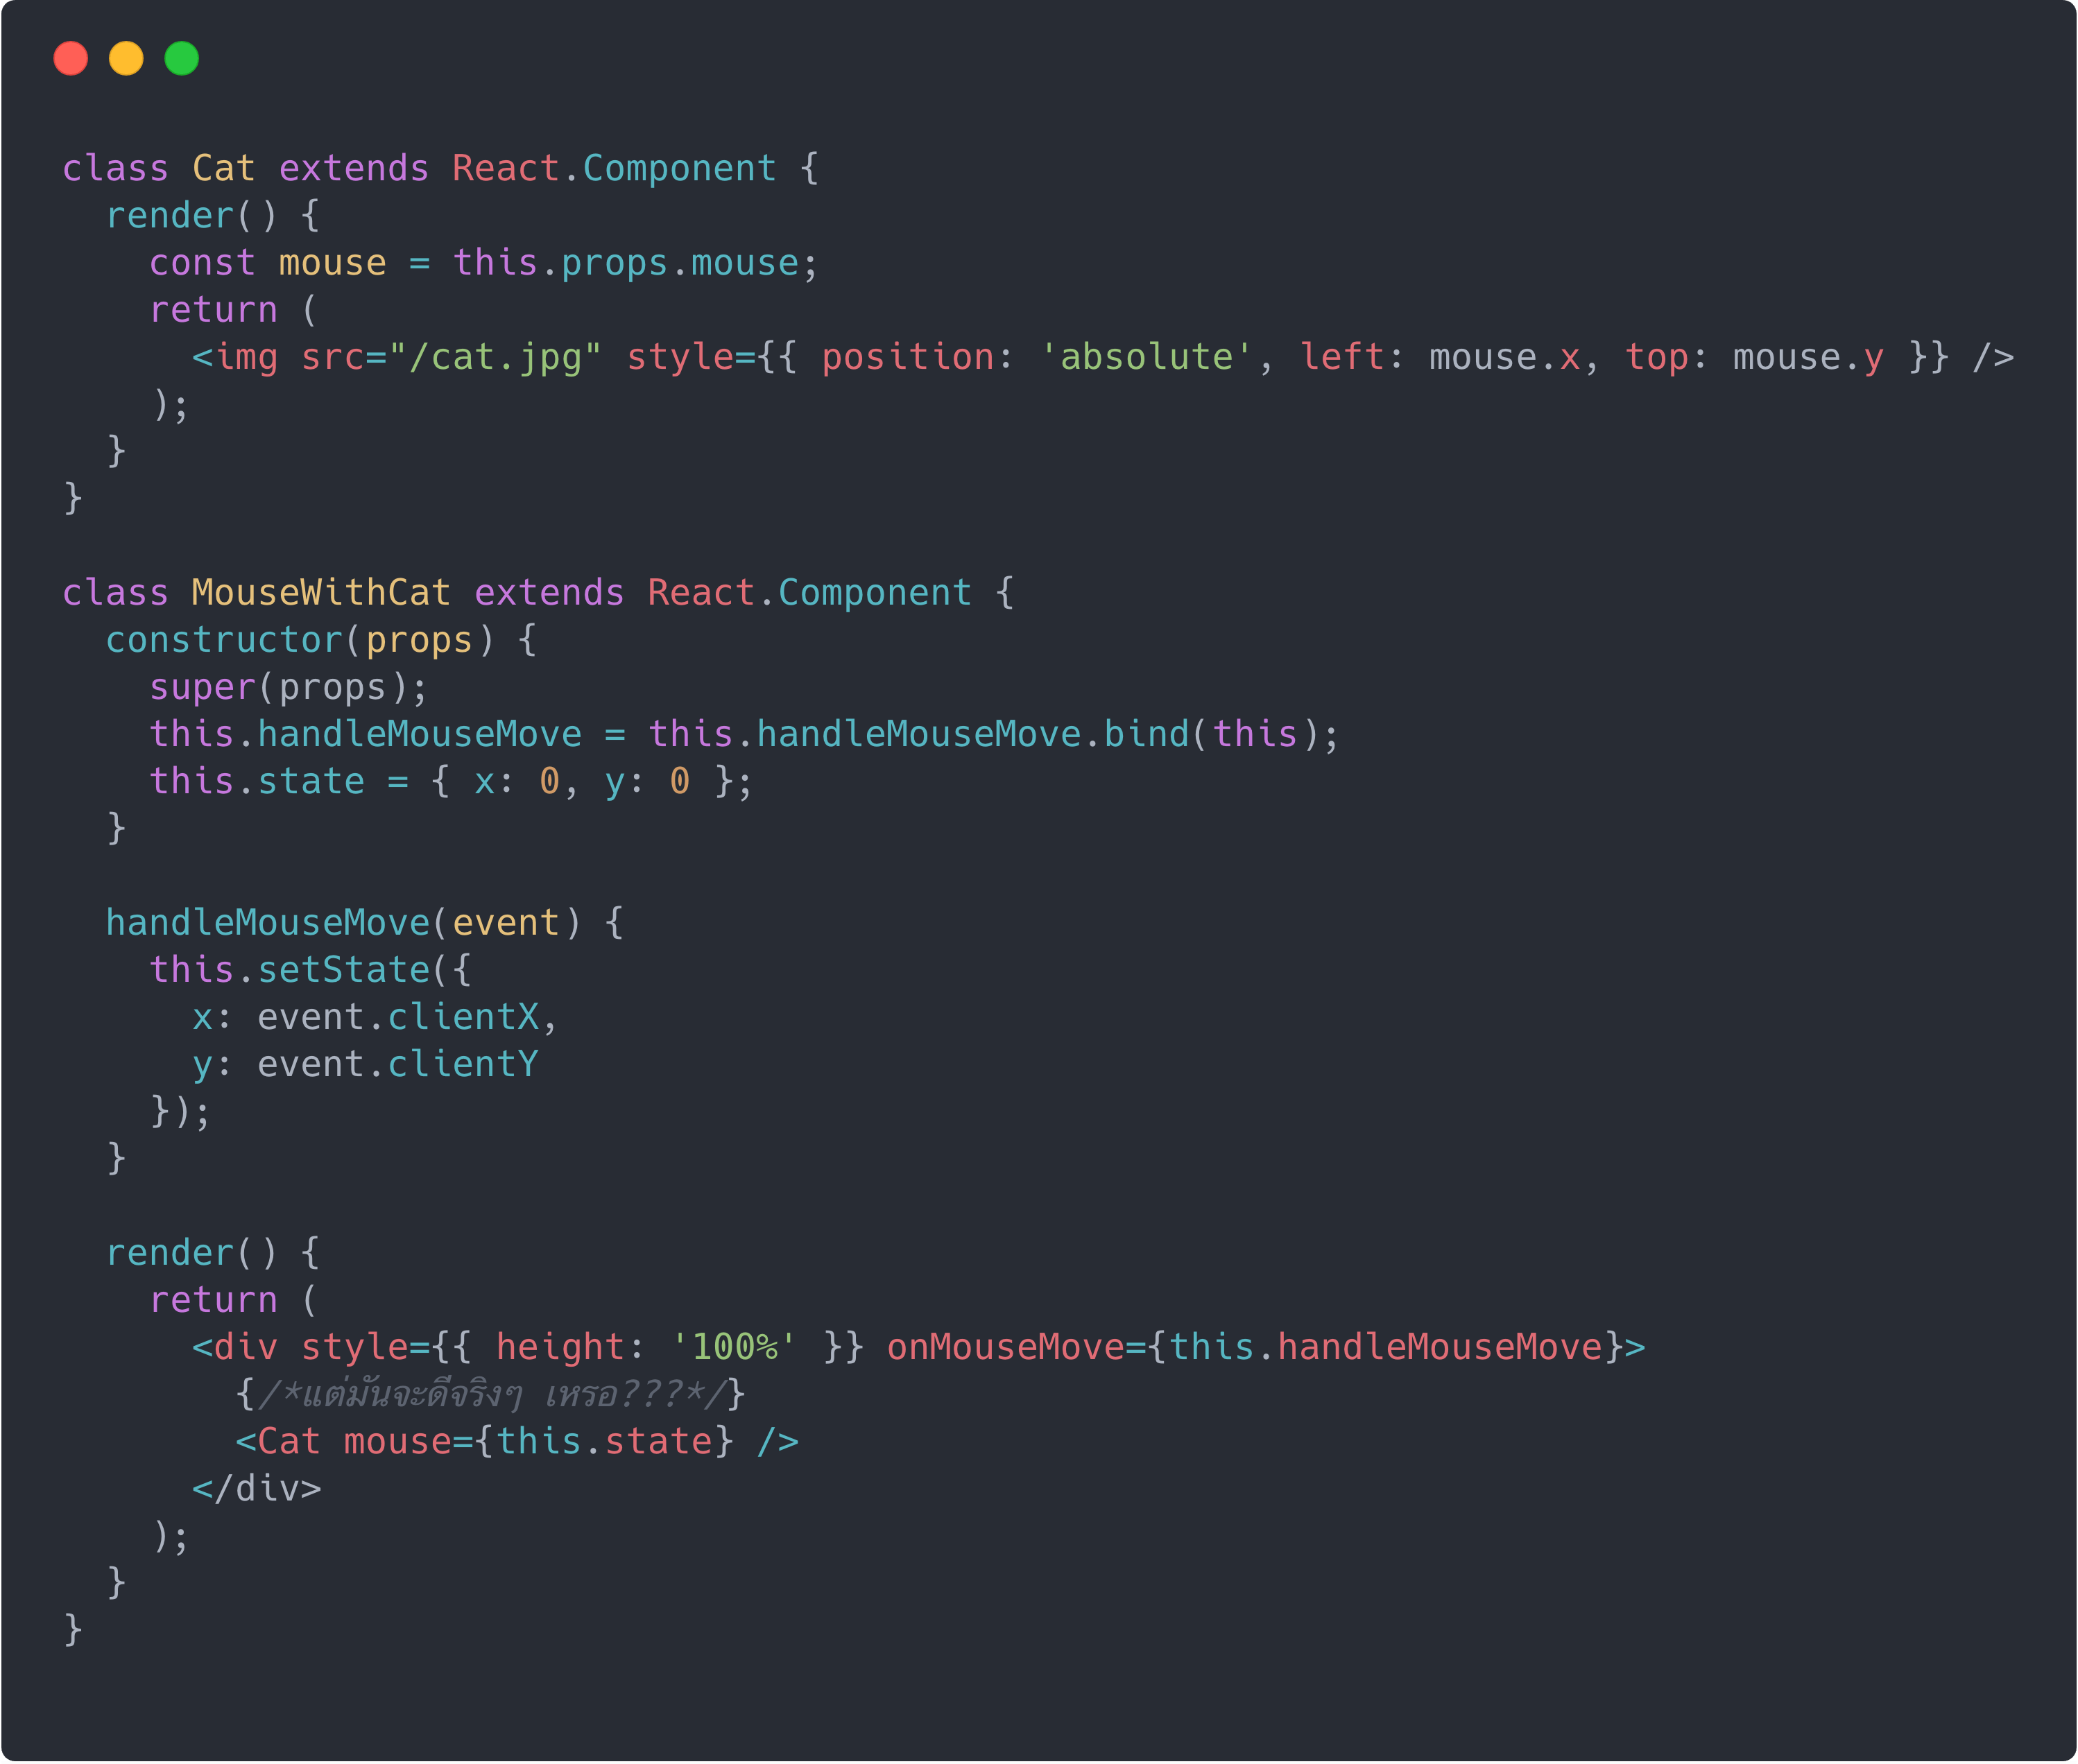 class Cat extends React.Component {
  render() {
    const mouse = this.props.mouse;
    return (
      <img src="/cat.jpg" style={{ position: 'absolute', left: mouse.x, top: mouse.y }} />
    );
  }
}

class MouseWithCat extends React.Component {
  constructor(props) {
    super(props);
    this.handleMouseMove = this.handleMouseMove.bind(this);
    this.state = { x: 0, y: 0 };
  }

  handleMouseMove(event) {
    this.setState({
      x: event.clientX,
      y: event.clientY
    });
  }

  render() {
    return (
      <div style={{ height: '100%' }} onMouseMove={this.handleMouseMove}>
        {/*แต่มันจะดีจริงๆ เหรอ???*/}
        <Cat mouse={this.state} />
      </div>
    );
  }
}